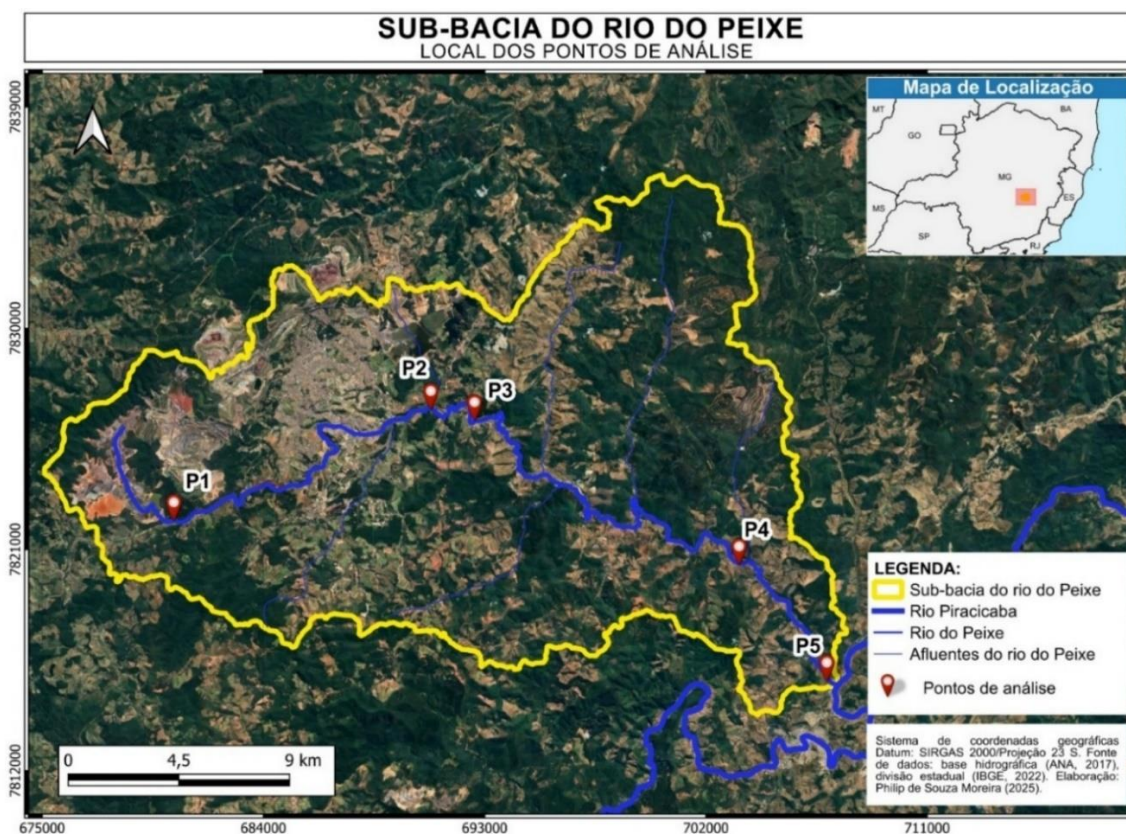 SUB-BACIA DO RIO DO PEIXE
LOCAL DOS PONTOS DE ANÁLISE
Mapa de Localização
MT
BA
GO
MG
ES
MS
SP
RJ
7839000
7830000
7821000
7812000
P1
P2
P3
P4
P5
LEGENDA:
Sub-bacia do rio do Peixe
Rio Piracicaba
Rio do Peixe
Afluentes do rio do Peixe
Pontos de análise
Sistema de coordenadas geográficas
Datum: SIRGAS 2000/Projeção 23 S. Fonte
de dados: base hidrográfica (ANA, 2017),
divisão estadual (IBGE, 2022). Elaboração:
Philip de Souza Moreira (2025).
0 4,5 9 km
675000 684000 693000 702000 711000